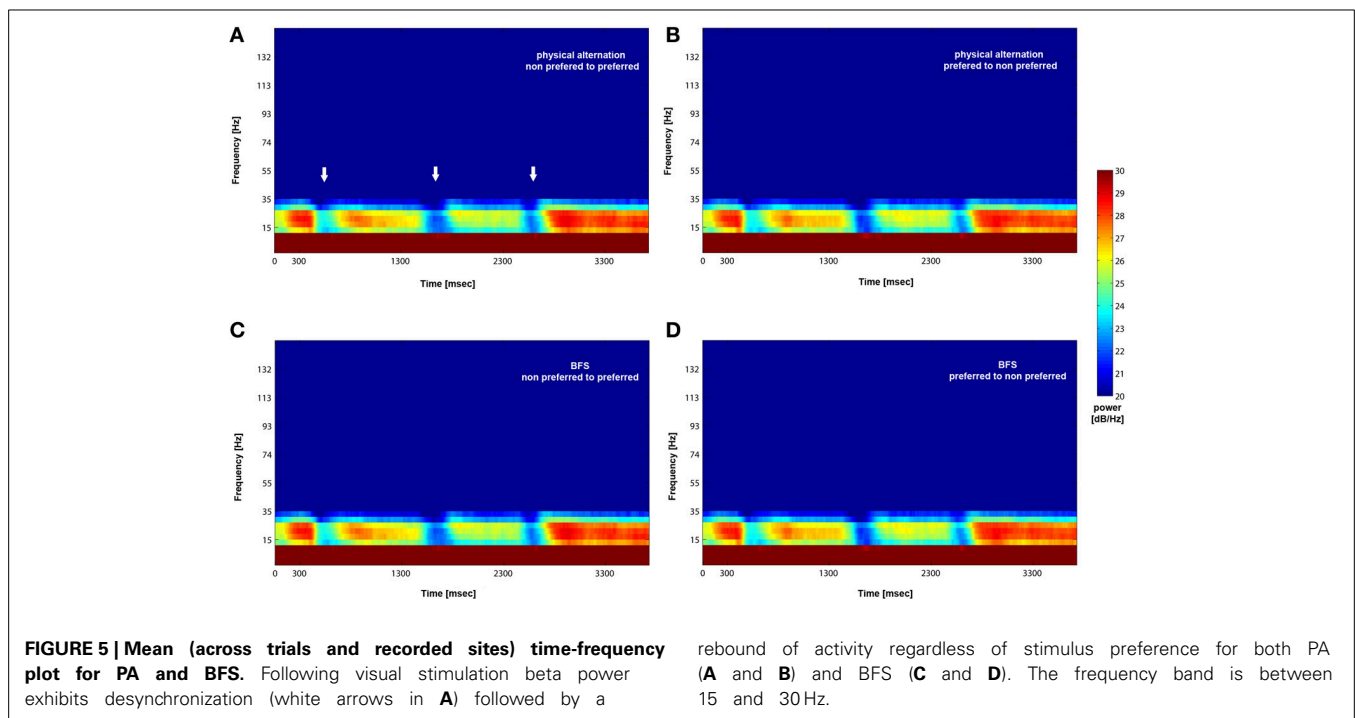 A
physical alternation
non prefered to preferred
132
113
93
74
55
35
15
Frequency [Hz]
0 300 1300 2300 3300
Time [msec]
B
physical alternation
prefered to non preferred
132
113
93
74
55
35
15
Frequency [Hz]
0 300 1300 2300 3300
Time [msec]
30
29
28
27
26
25
24
23
22
21
20
power
[dB/Hz]
C
BFS
non preferred to preferred
132
113
93
74
55
35
15
Frequency [Hz]
0 300 1300 2300 3300
Time [msec]
D
BFS
preferred to non preferred
132
113
93
74
55
35
15
Frequency [Hz]
0 300 1300 2300 3300
Time [msec]
FIGURE 5 | Mean (across trials and recorded sites) time-frequency
plot for PA and BFS. Following visual stimulation beta power
exhibits desynchronization (white arrows in A) followed by a
rebound of activity regardless of stimulus preference for both PA
(A and B) and BFS (C and D). The frequency band is between
15 and 30 Hz.